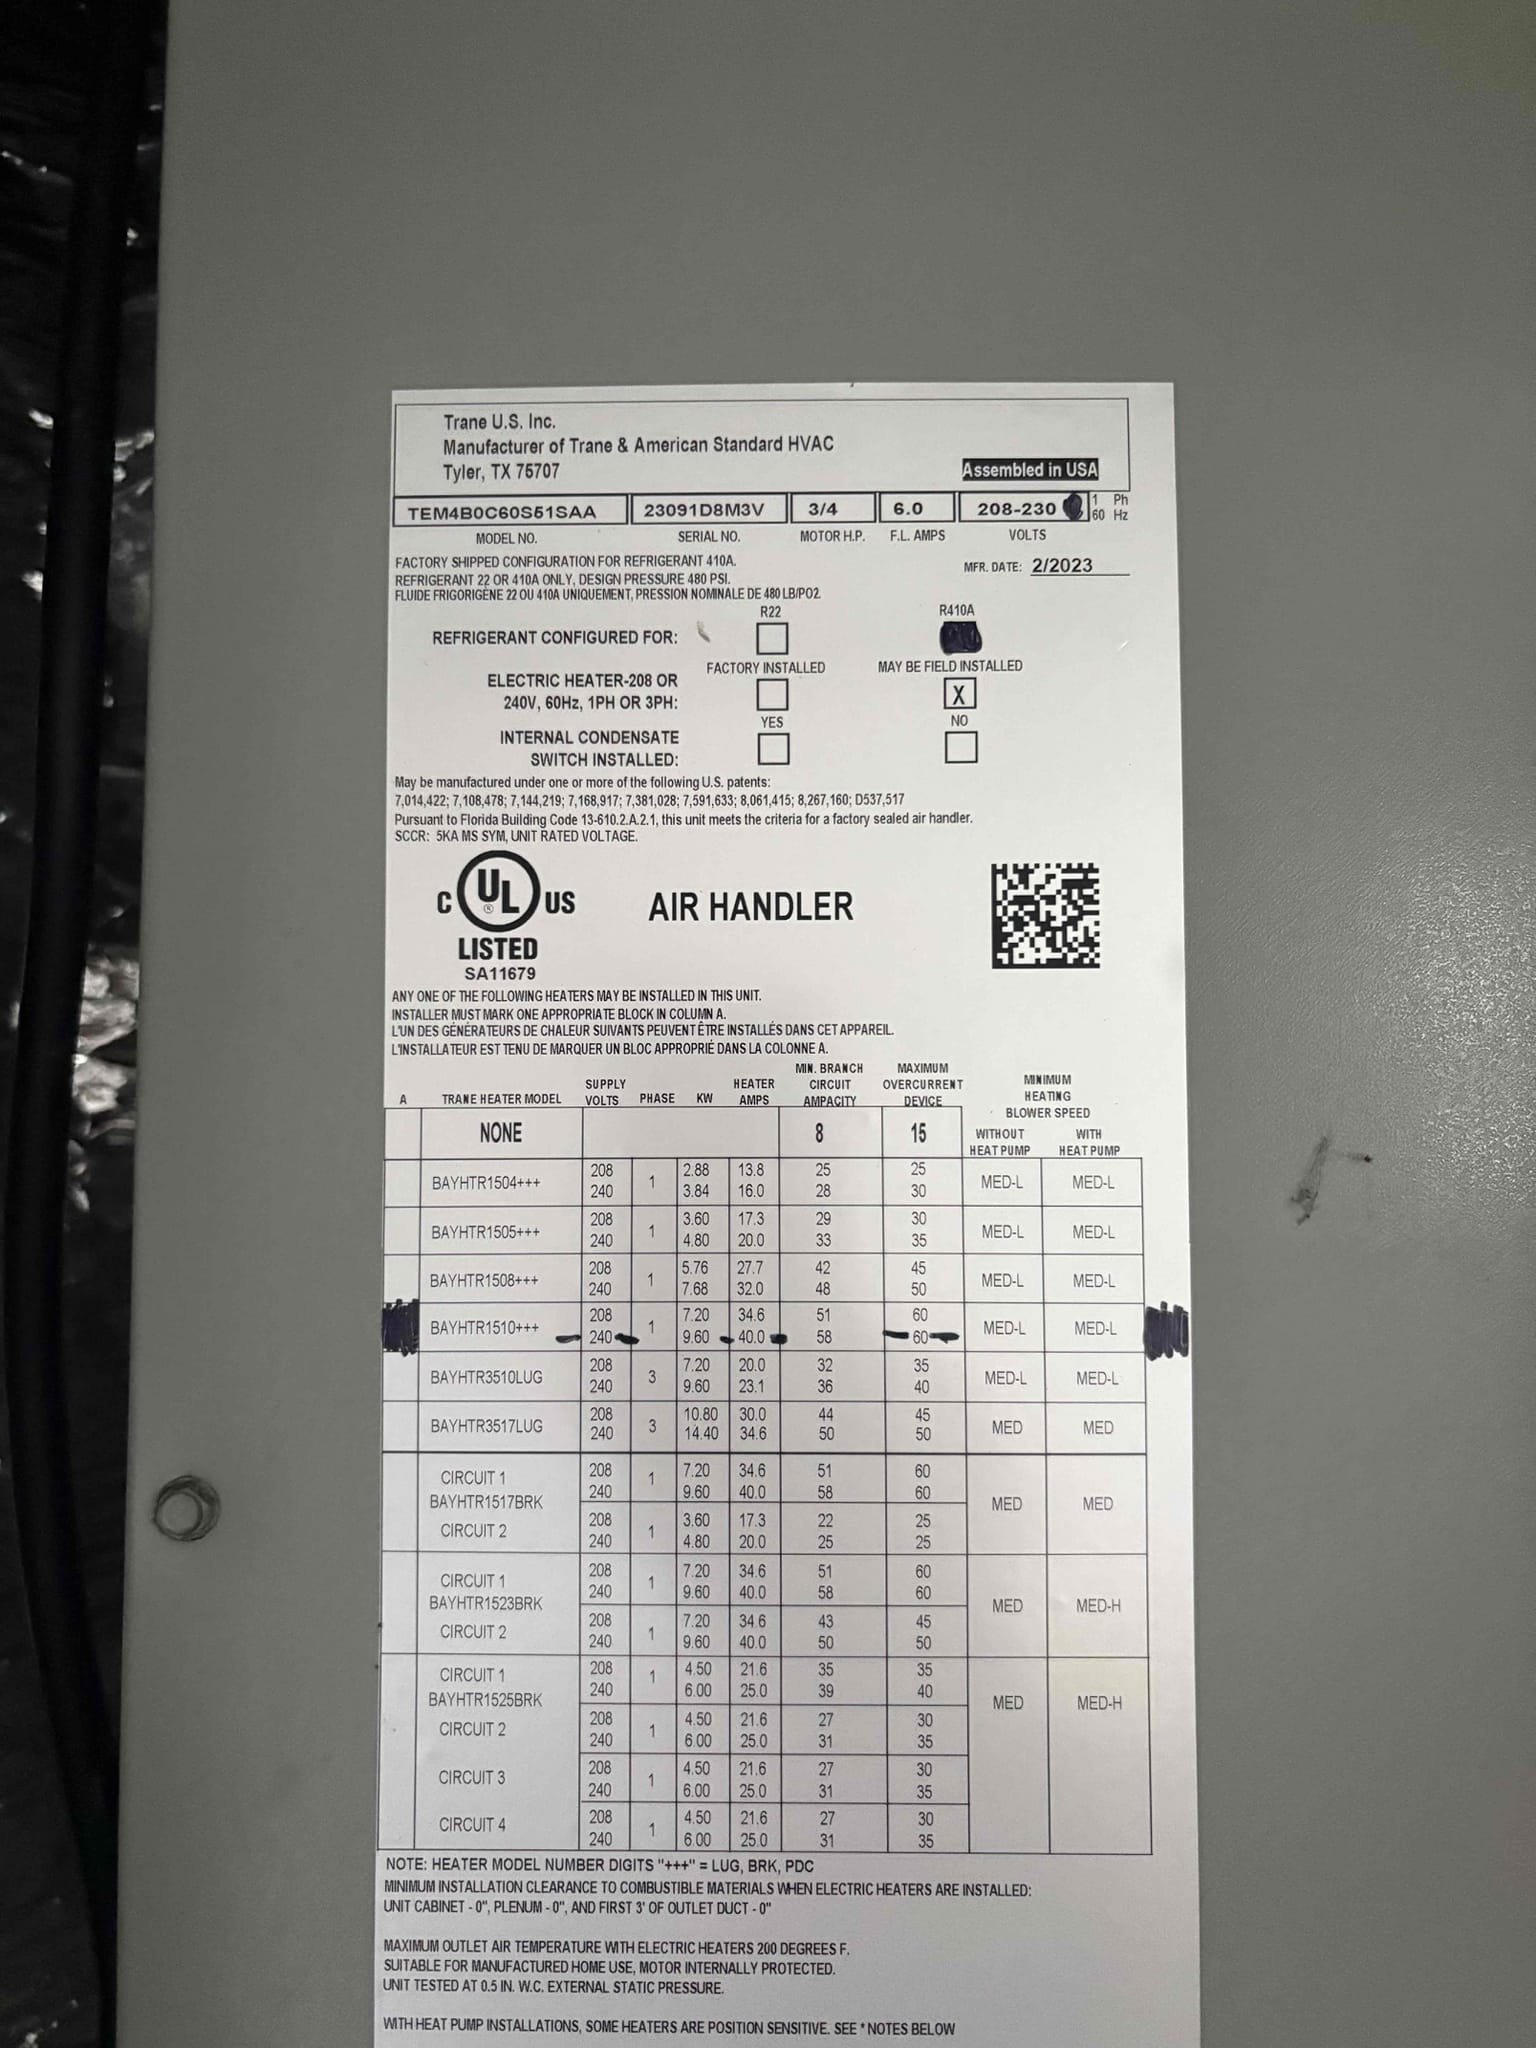 Trane U.S. Inc.
Manufacturer of Trane & American Standard HVAC
Tyler, TX 75707
Assembled in USA
TEM4B0C60S51SAA 23091D8M3V 3/4 6.0 208-230 1 Ph
60 Hz
MODEL NO. SERIAL NO. MOTOR H.P. F.L. AMPS VOLTS
FACTORY SHIPPED CONFIGURATION FOR REFRIGERANT 410A. MFR. DATE: 2/2023
REFRIGERANT 22 OR 410A ONLY, DESIGN PRESSURE 480 PSI.
FLUIDE FRIGORIGÈNE 22 OU 410A UNIQUEMENT, PRESSION NOMINALE DE 480 LB/PO2.
R22 R410A
REFRIGERANT CONFIGURED FOR:
FACTORY INSTALLED MAY BE FIELD INSTALLED
ELECTRIC HEATER-208 OR
240V, 60Hz, 1PH OR 3PH: X
YES NO
INTERNAL CONDENSATE
SWITCH INSTALLED:
May be manufactured under one or more of the following U.S. patents:
7,014,422; 7,108,478; 7,144,219; 7,168,917; 7,381,028; 7,591,633; 8,061,415; 8,267,160; D537,517
Pursuant to Florida Building Code 13-610.2.A.2.1, this unit meets the criteria for a factory sealed air handler.
SCCR: 5KA MS SYM, UNIT RATED VOLTAGE.
C UL ® US
LISTED
SA11679
AIR HANDLER
ANY ONE OF THE FOLLOWING HEATERS MAY BE INSTALLED IN THIS UNIT.
INSTALLER MUST MARK ONE APPROPRIATE BLOCK IN COLUMN A.
L'UN DES GÉNÉRATEURS DE CHALEUR SUIVANTS PEUVENT ÊTRE INSTALLÉS DANS CET APPAREIL.
L'INSTALLATEUR EST TENU DE MARQUER UN BLOC APPROPRIÉ DANS LA COLONNE A.
A TRANE HEATER MODEL SUPPLY VOLTS PHASE KW HEATER AMPS MIN. BRANCH CIRCUIT AMPACITY MAXIMUM OVERCURRENT DEVICE MINIMUM HEATING BLOWER SPEED
WITHOUT HEAT PUMP WITH HEAT PUMP
NONE 8 15
BAYHTR1504+++ 208 1 2.88 13.8 25 25 MED-L MED-L
240 3.84 16.0 28 30
BAYHTR1505+++ 208 1 3.60 17.3 29 30 MED-L MED-L
240 4.80 20.0 33 35
BAYHTR1508+++ 208 1 5.76 27.7 42 45 MED-L MED-L
240 7.68 32.0 48 50
BAYHTR1510+++ 208 1 7.20 34.6 51 60 MED-L MED-L
240 9.60 40.0 58 60
BAYHTR3510LUG 208 3 7.20 20.0 32 35 MED-L MED-L
240 9.60 23.1 36 40
BAYHTR3517LUG 208 3 10.80 30.0 44 45 MED MED
240 14.40 34.6 50 50
CIRCUIT 1 208 1 7.20 34.6 51 60
BAYHTR1517BRK 240 9.60 40.0 58 60 MED MED
CIRCUIT 2 208 1 3.60 17.3 22 25
240 4.80 20.0 25 25
CIRCUIT 1 208 1 7.20 34.6 51 60
BAYHTR1523BRK 240 9.60 40.0 58 60 MED MED-H
CIRCUIT 2 208 1 7.20 34.6 43 45
240 9.60 40.0 50 50
CIRCUIT 1 208 1 4.50 21.6 35 35
BAYHTR1525BRK 240 6.00 25.0 39 40 MED MED-H
CIRCUIT 2 208 1 4.50 21.6 27 30
240 6.00 25.0 31 35
CIRCUIT 3 208 1 4.50 21.6 27 30
240 6.00 25.0 31 35
CIRCUIT 4 208 1 4.50 21.6 27 30
240 6.00 25.0 31 35
NOTE: HEATER MODEL NUMBER DIGITS "+++" = LUG, BRK, PDC
MINIMUM INSTALLATION CLEARANCE TO COMBUSTIBLE MATERIALS WHEN ELECTRIC HEATERS ARE INSTALLED:
UNIT CABINET - 0", PLENUM - 0", AND FIRST 3' OF OUTLET DUCT - 0"
MAXIMUM OUTLET AIR TEMPERATURE WITH ELECTRIC HEATERS 200 DEGREES F.
SUITABLE FOR MANUFACTURED HOME USE, MOTOR INTERNALLY PROTECTED.
UNIT TESTED AT 0.5 IN. W.C. EXTERNAL STATIC PRESSURE.
WITH HEAT PUMP INSTALLATIONS, SOME HEATERS ARE POSITION SENSITIVE. SEE * NOTES BELOW